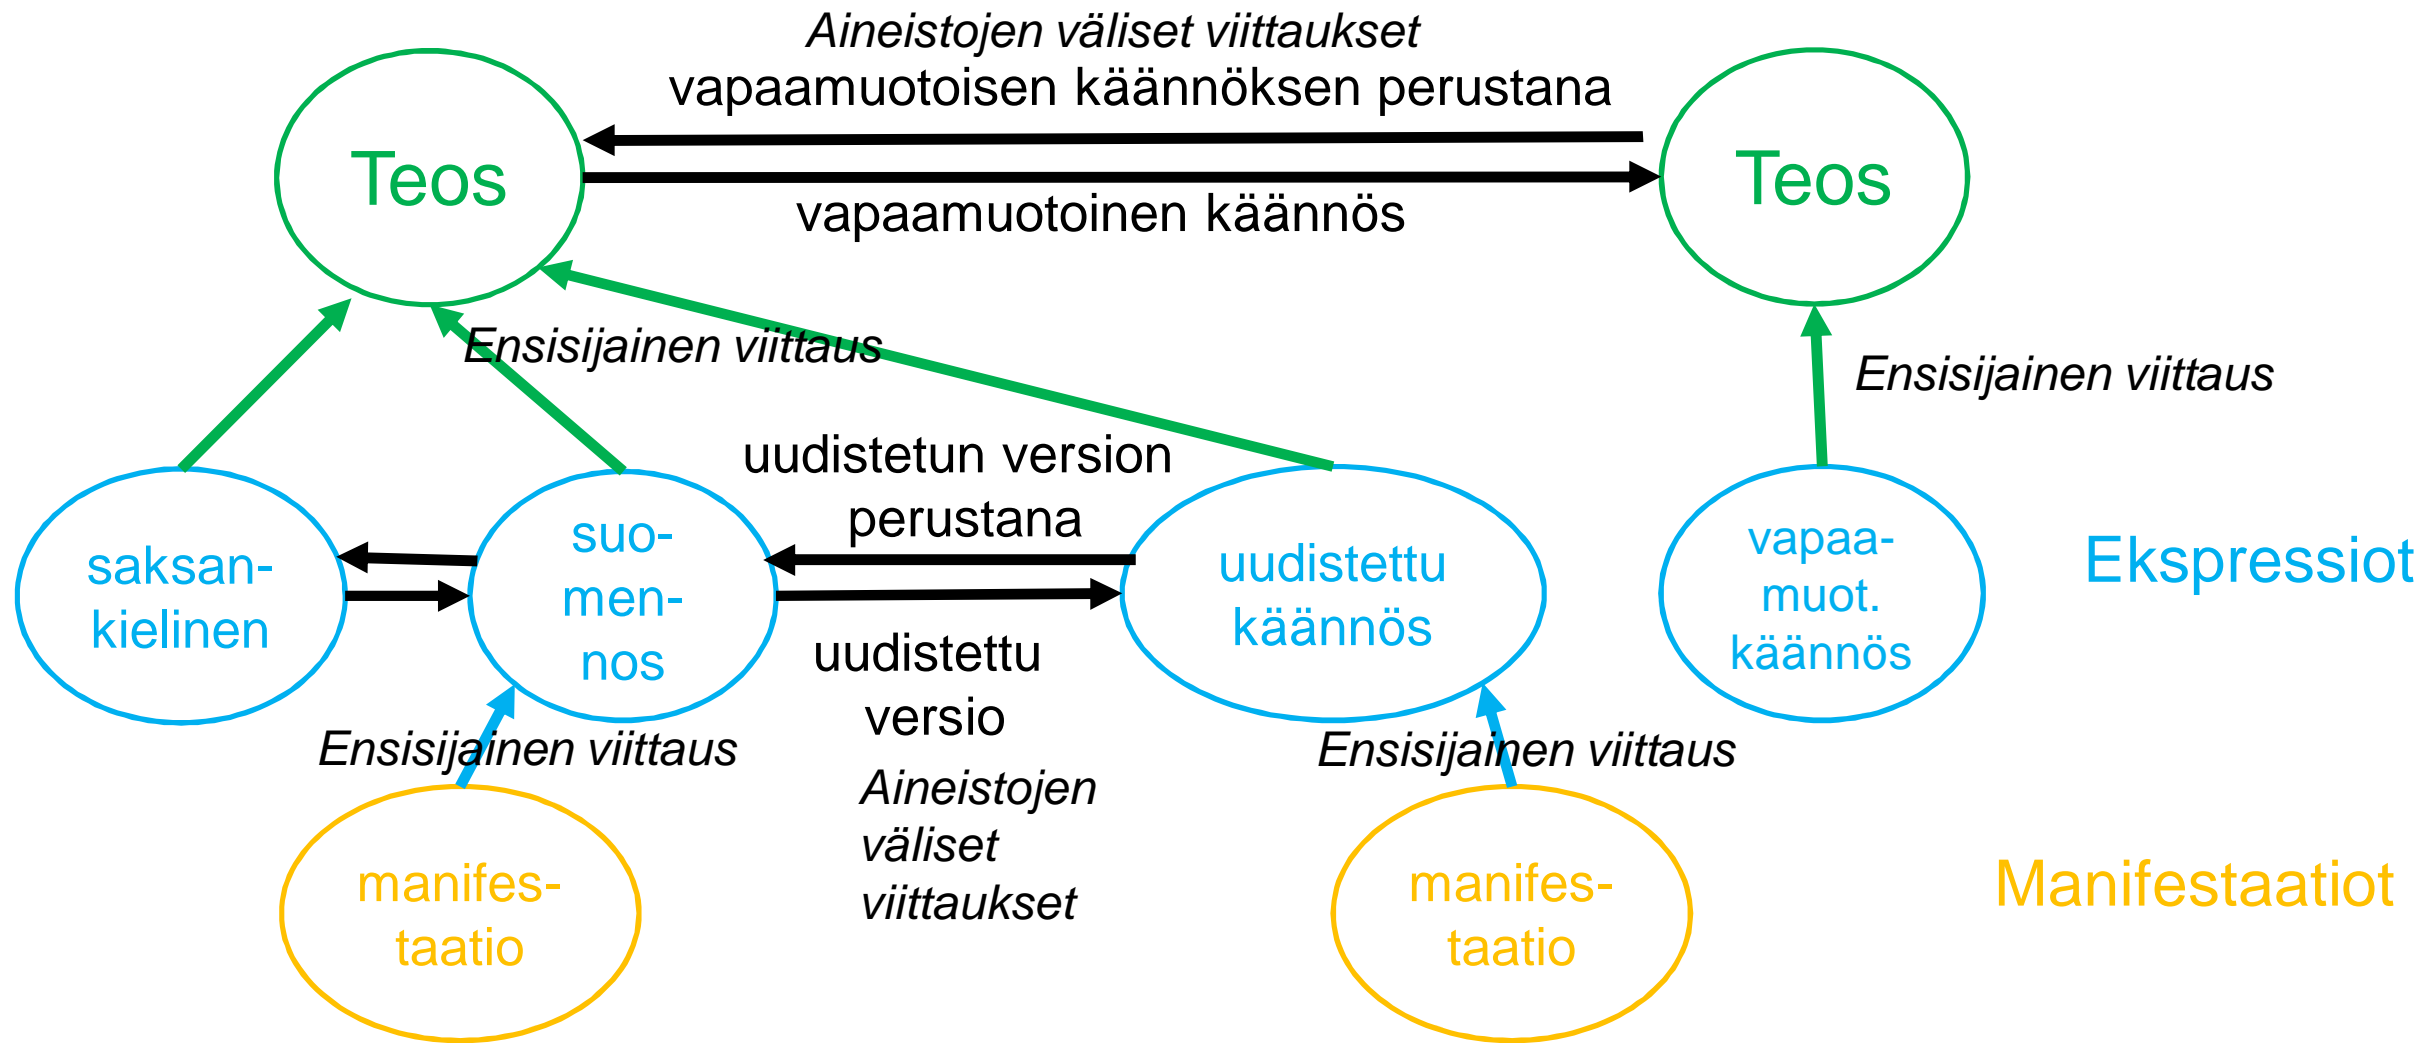 Aineistojen väliset viittaukset
vapaamuotoisen käännöksen perustana
Teos
Teos
vapaamuotoinen käännös
Ensisijainen viittaus
Ensisijainen viittaus
uudistetun version
perustana
saksan-
kielinen
suo-
men-
nos
uudistettu
käännös
vapaa-
muot.
käännös
Ekspressiot
uudistettu
versio
Ensisijainen viittaus
Ensisijainen viittaus
Aineistojen
väliset
viittaukset
manifes-
taatio
manifes-
taatio
Manifestaatiot